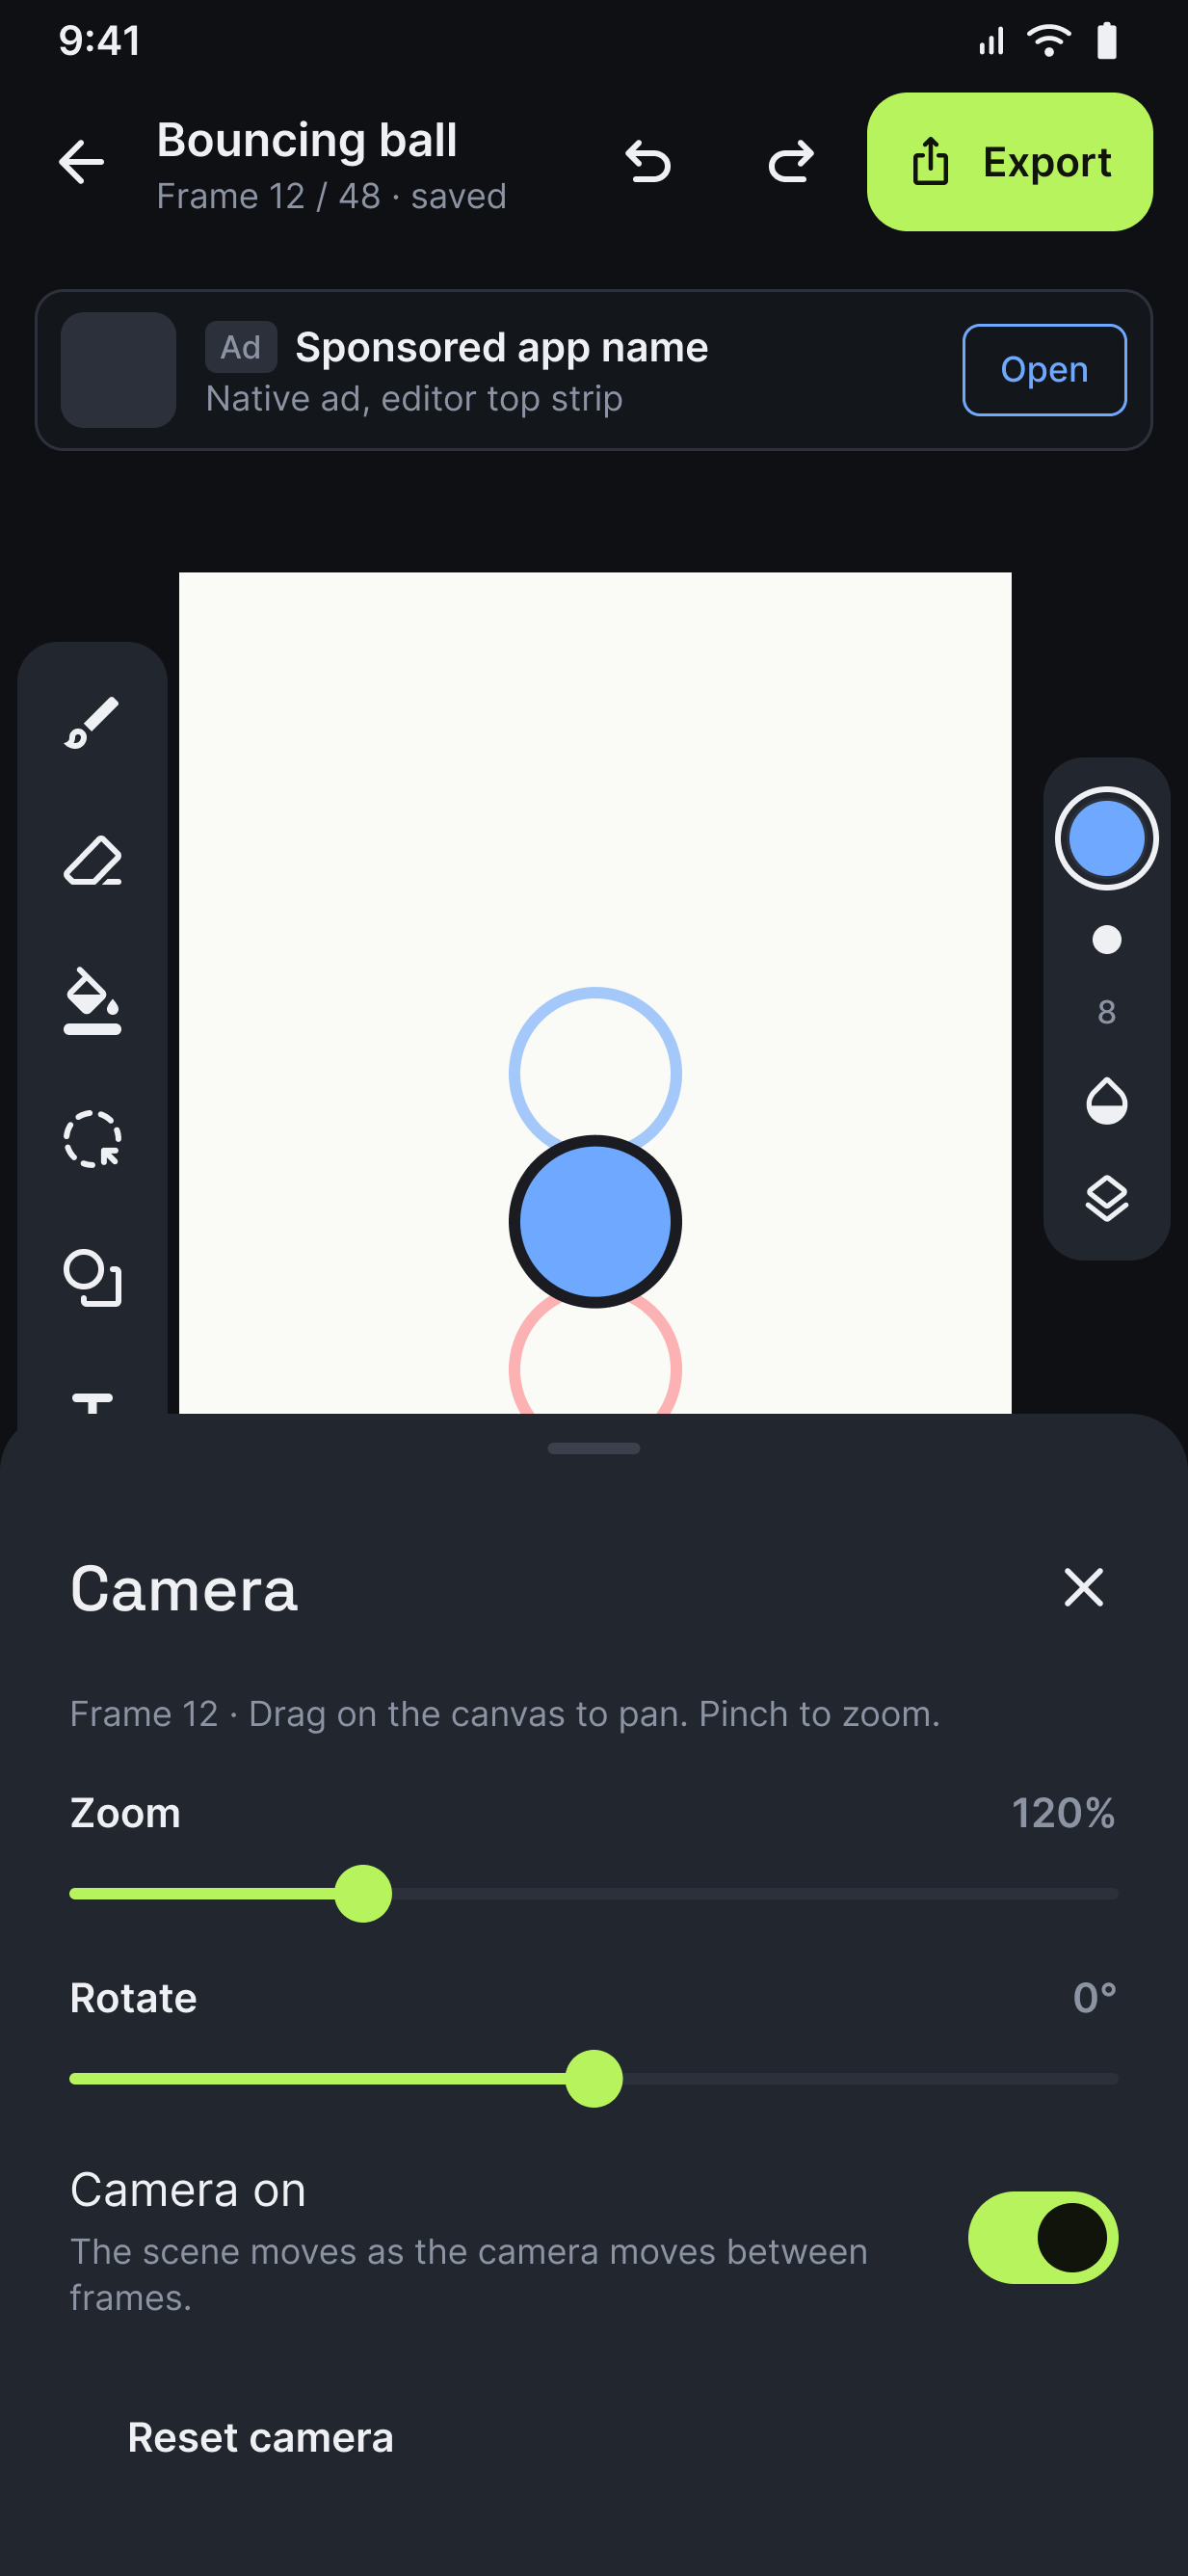 9:41
Bouncing ball
Frame 12 / 48 · saved
Export
Ad Sponsored app name
Native ad, editor top strip
Open
8
Camera
Frame 12 · Drag on the canvas to pan. Pinch to zoom.
Zoom 120%
Rotate 0°
Camera on
The scene moves as the camera moves between
frames.
Reset camera